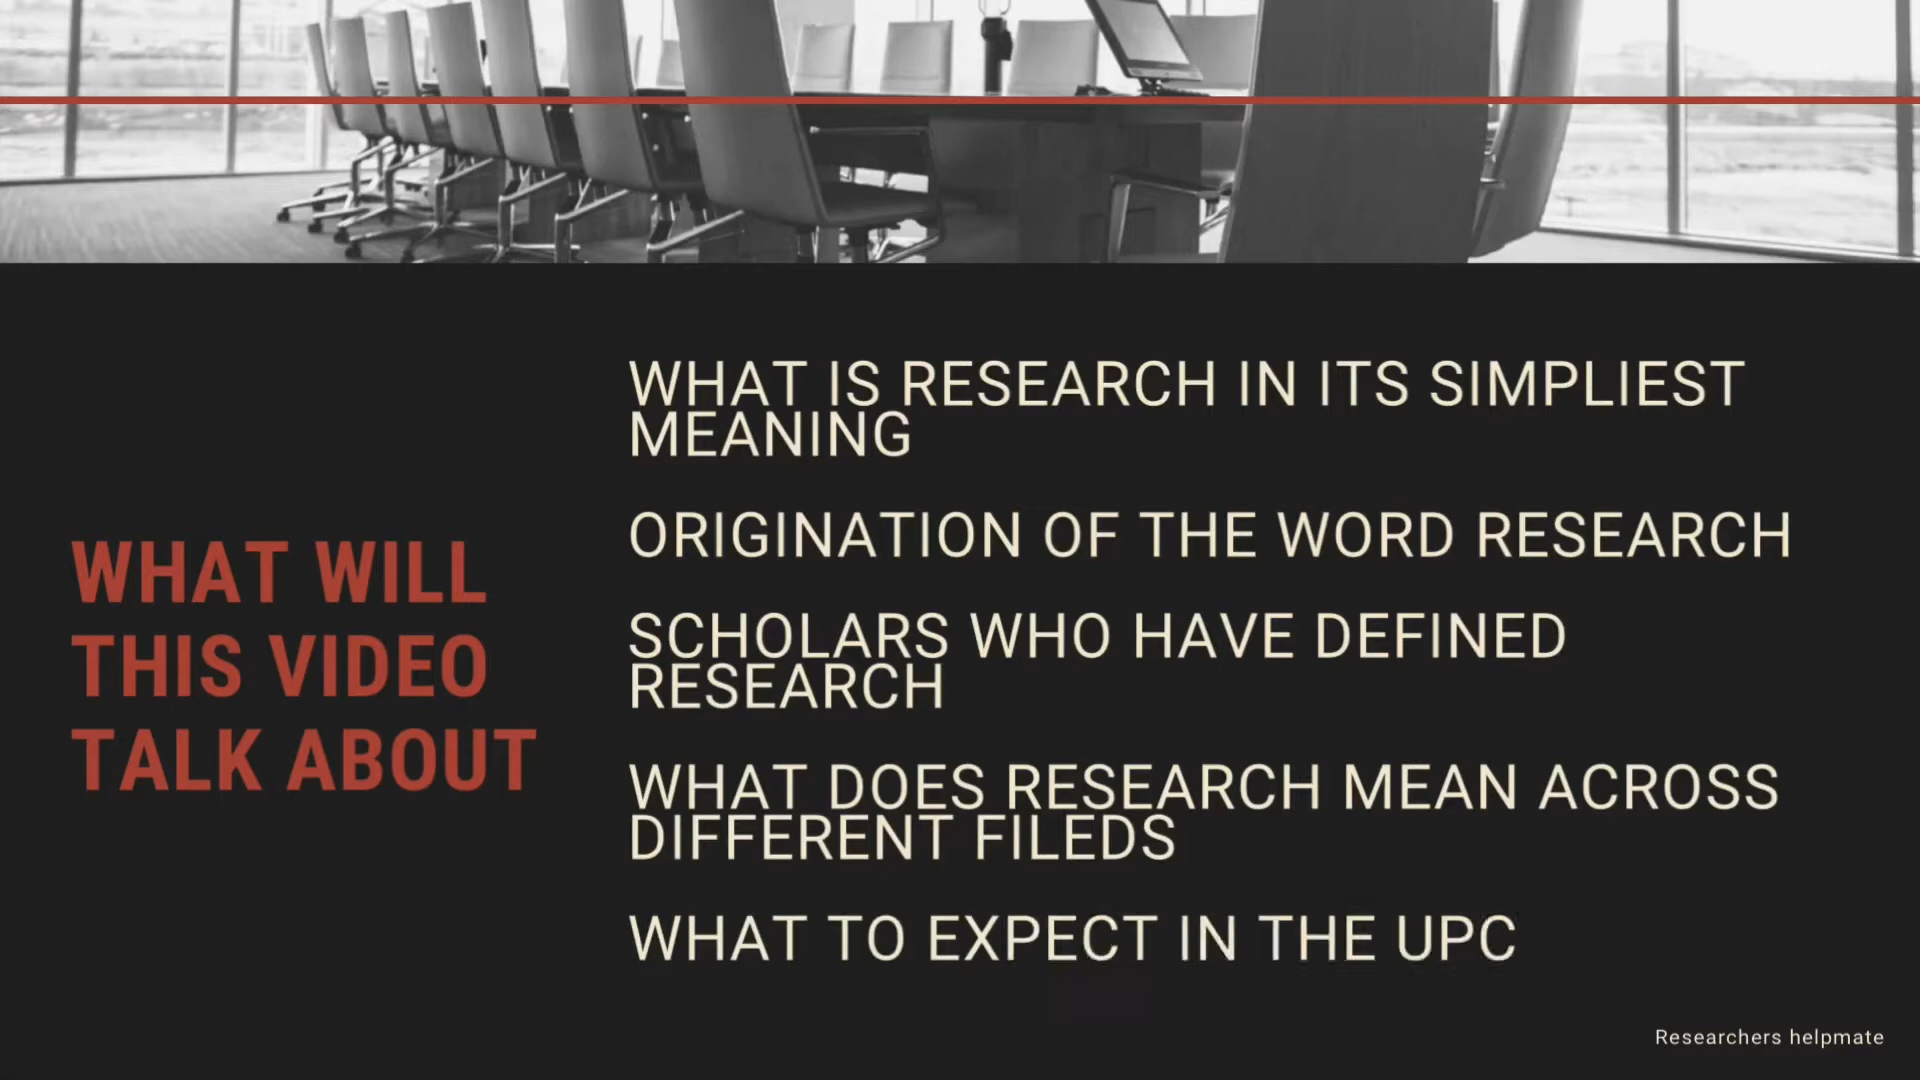 WHAT WILL
THIS VIDEO
TALK ABOUT
WHAT IS RESEARCH IN ITS SIMPLIEST
MEANING
ORIGINATION OF THE WORD RESEARCH
SCHOLARS WHO HAVE DEFINED
RESEARCH
WHAT DOES RESEARCH MEAN ACROSS
DIFFERENT FILEDS
WHAT TO EXPECT IN THE UPC
Researchers helpmate